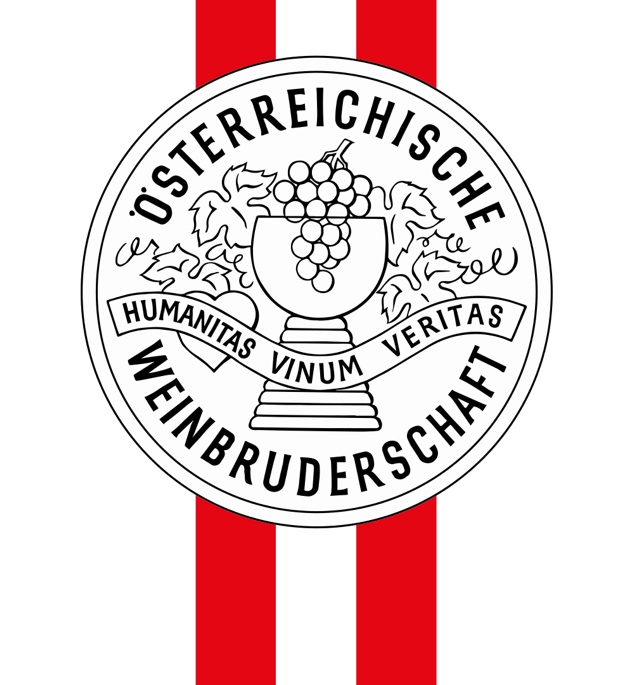 ÖSTERREICHISCHE
HUMANITAS VINUM VERITAS
WEINBRUDERSCHAFT